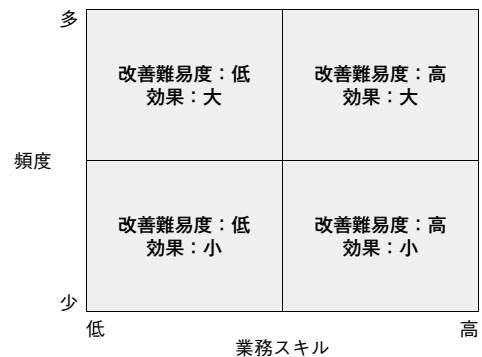 多
改善難易度：低
効果：大
改善難易度：高
効果：大
頻度
改善難易度：低
効果：小
改善難易度：高
効果：小
少
低
高
業務スキル